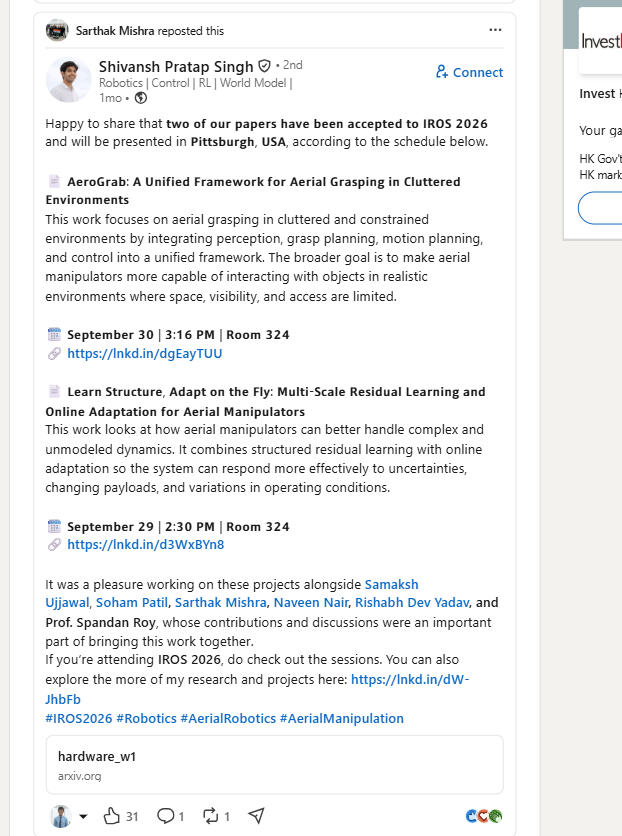 Sarthak Mishra reposted this
Shivansh Pratap Singh • 2nd
Robotics | Control | RL | World Model |
1mo •
Connect
Happy to share that two of our papers have been accepted to IROS 2026
and will be presented in Pittsburgh, USA, according to the schedule below.
AeroGrab: A Unified Framework for Aerial Grasping in Cluttered
Environments
This work focuses on aerial grasping in cluttered and constrained
environments by integrating perception, grasp planning, motion planning,
and control into a unified framework. The broader goal is to make aerial
manipulators more capable of interacting with objects in realistic
environments where space, visibility, and access are limited.
September 30 | 3:16 PM | Room 324
https://lnkd.in/dgEayTUU
Learn Structure, Adapt on the Fly: Multi-Scale Residual Learning and
Online Adaptation for Aerial Manipulators
This work looks at how aerial manipulators can better handle complex and
unmodeled dynamics. It combines structured residual learning with online
adaptation so the system can respond more effectively to uncertainties,
changing payloads, and variations in operating conditions.
September 29 | 2:30 PM | Room 324
https://lnkd.in/d3WxBYn8
It was a pleasure working on these projects alongside Samaksh
Ujjawal, Soham Patil, Sarthak Mishra, Naveen Nair, Rishabh Dev Yadav, and
Prof. Spandan Roy, whose contributions and discussions were an important
part of bringing this work together.
If you're attending IROS 2026, do check out the sessions. You can also
explore the more of my research and projects here: https://lnkd.in/dW-
JhbFb
#IROS2026 #Robotics #AerialRobotics #AerialManipulation
hardware_w1
arxiv.org
31
1
1
Invest
Invest
Your ga
HK Gov't
HK mark